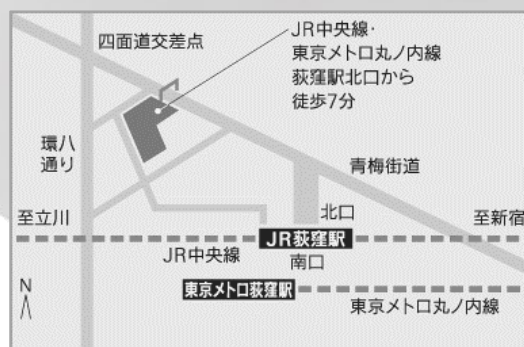 四面道交差点
JR中央線・
東京メトロ丸ノ内線
荻窪駅北口から
徒歩7分
環八
通り
青梅街道
北口
至立川
至新宿
JR荻窪駅
JR中央線
南口
東京メトロ荻窪駅
東京メトロ丸ノ内線
N